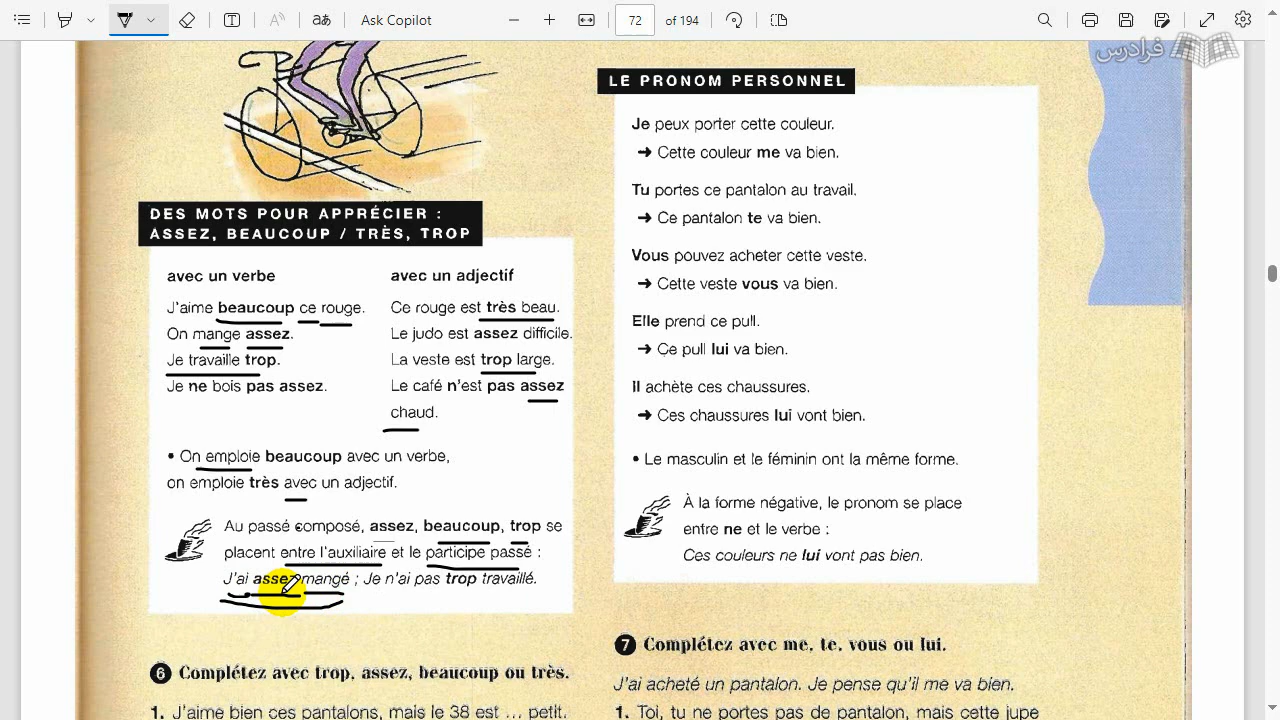 Ask Copilot
72 of 194
فرادرس
DES MOTS POUR APPRÉCIER :
ASSEZ, BEAUCOUP / TRÈS, TROP
avec un verbe
J'aime beaucoup ce rouge.
On mange assez.
Je travaille trop.
Je ne bois pas assez.
avec un adjectif
Ce rouge est très beau.
Le judo est assez difficile.
La veste est trop large.
Le café n'est pas assez
chaud.
• On emploie beaucoup avec un verbe,
on emploie très avec un adjectif.
Au passé composé, assez, beaucoup, trop se
placent entre l'auxiliaire et le participe passé :
J'ai assez mangé ; Je n'ai pas trop travaillé.
6 Complétez avec trop, assez, beaucoup ou très.
1. J'aime bien ces pantalons, mais le 38 est ... petit.
LE PRONOM PERSONNEL
Je peux porter cette couleur.
➜ Cette couleur me va bien.
Tu portes ce pantalon au travail.
➜ Ce pantalon te va bien.
Vous pouvez acheter cette veste.
➜ Cette veste vous va bien.
Elle prend ce pull.
➜ Ce pull lui va bien.
Il achète ces chaussures.
➜ Ces chaussures lui vont bien.
• Le masculin et le féminin ont la même forme.
À la forme négative, le pronom se place
entre ne et le verbe :
Ces couleurs ne lui vont pas bien.
7 Complétez avec me, te, vous ou lui.
J'ai acheté un pantalon. Je pense qu'il me va bien.
1. Toi, tu ne portes pas de pantalon, mais cette jupe